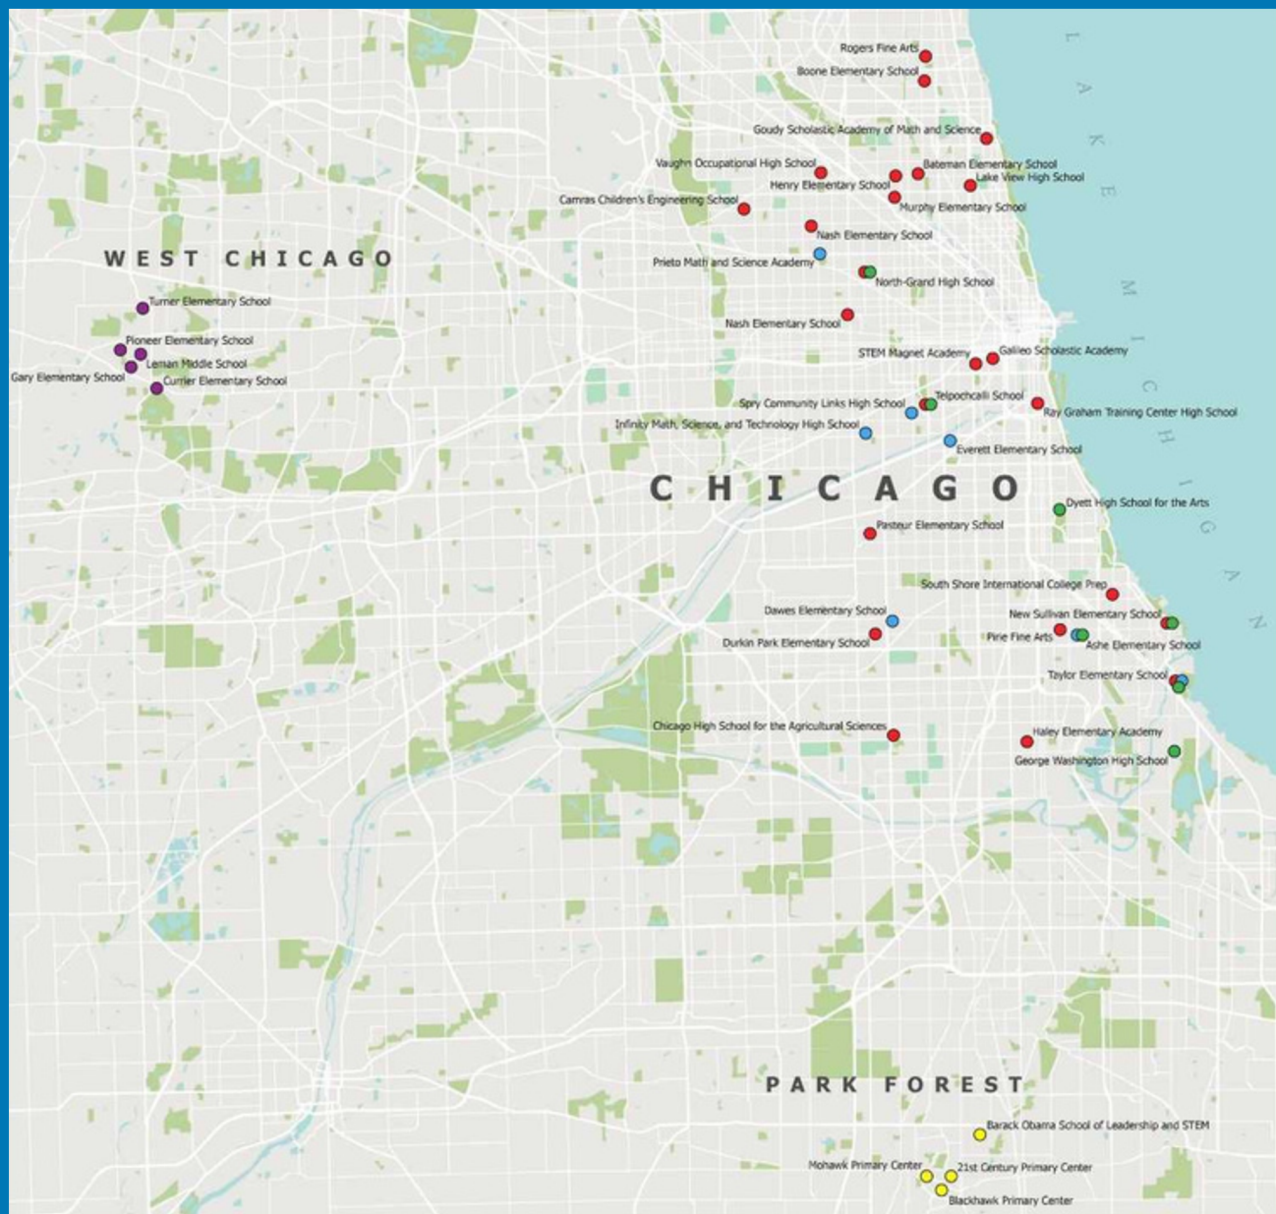 Rogers Fine Arts
Boone Elementary School
Goudy Scholastic Academy of Math and Science
Vaughn Occupational High School
Bateman Elementary School
Henry Elementary School
Lake View High School
Camras Children's Engineering School
Murphy Elementary School
Nash Elementary School
WEST CHICAGO
Prieto Math and Science Academy
North-Grand High School
Turner Elementary School
Nash Elementary School
Pioneer Elementary School
STEM Magnet Academy
Galileo Scholastic Academy
Leman Middle School
Gary Elementary School
Currier Elementary School
Telpochcalli School
Spry Community Links High School
Ray Graham Training Center High School
Infinity Math, Science, and Technology High School
Everett Elementary School
CHICAGO
LAKE MICHIGAN
Dyett High School for the Arts
Pasteur Elementary School
South Shore International College Prep
Dawes Elementary School
New Sullivan Elementary School
Durkin Park Elementary School
Pirie Fine Arts
Ashe Elementary School
Taylor Elementary School
Chicago High School for the Agricultural Sciences
Haley Elementary Academy
George Washington High School
PARK FOREST
Barack Obama School of Leadership and STEM
Mohawk Primary Center
21st Century Primary Center
Blackhawk Primary Center